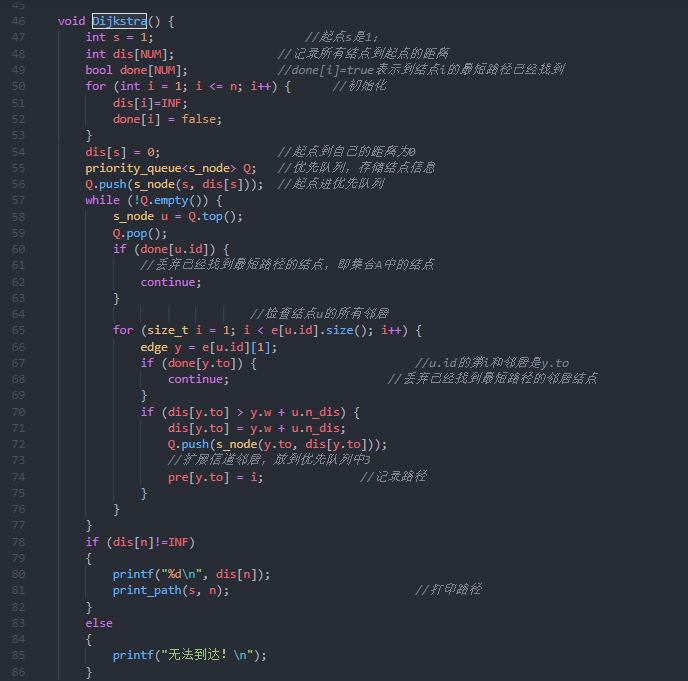 45
46 void Dijkstra() {
47 int s = 1; //起点s是1;
48 int dis[NUM]; //记录所有结点到起点的距离
49 bool done[NUM]; //done[i]=true表示到结点i的最短路径已经找到
50 for (int i = 1; i <= n; i++) { //初始化
51 dis[i]=INF;
52 done[i] = false;
53 }
54 dis[s] = 0; //起点到自己的距离为0
55 priority_queue<s_node> Q; //优先队列，存储结点信息
56 Q.push(s_node(s, dis[s])); //起点进优先队列
57 while (!Q.empty()) {
58 s_node u = Q.top();
59 Q.pop();
60 if (done[u.id]) {
61 //丢弃已经找到最短路径的结点，即集合A中的结点
62 continue;
63 }
64 //检查结点u的所有邻居
65 for (size_t i = 1; i < e[u.id].size(); i++) {
66 edge y = e[u.id][1];
67 if (done[y.to]) { //u.id的第i和邻居是y.to
68 continue; //丢弃已经找到最短路径的邻居结点
69 }
70 if (dis[y.to] > y.w + u.n_dis) {
71 dis[y.to] = y.w + u.n_dis;
72 Q.push(s_node(y.to, dis[y.to]));
73 //扩展信道邻居，放到优先队列中3
74 pre[y.to] = i; //记录路径
75 }
76 }
77 }
78 if (dis[n]!=INF)
79 {
80 printf("%d\n", dis[n]);
81 print_path(s, n); //打印路径
82 }
83 else
84 {
85 printf("无法到达！\n");
86 }